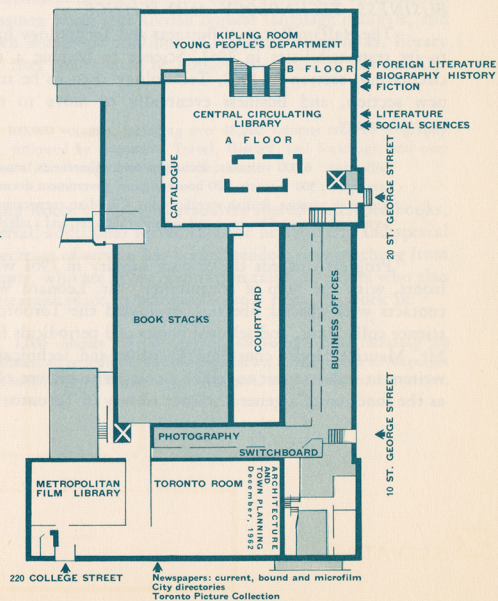 KIPLING ROOM
YOUNG PEOPLE'S DEPARTMENT
B FLOOR
FOREIGN LITERATURE
BIOGRAPHY HISTORY
FICTION
CENTRAL CIRCULATING
LIBRARY
A FLOOR
LITERATURE
SOCIAL SCIENCES
CATALOGUE
20 ST. GEORGE STREET
BOOK STACKS
COURTYARD
BUSINESS OFFICES
10 ST. GEORGE STREET
PHOTOGRAPHY
SWITCHBOARD
METROPOLITAN
FILM LIBRARY
TORONTO ROOM
ARCHITECTURE
AND
TOWN PLANNING
December, 1962
220 COLLEGE STREET
Newspapers: current, bound and microfilm
City directories
Toronto Picture Collection